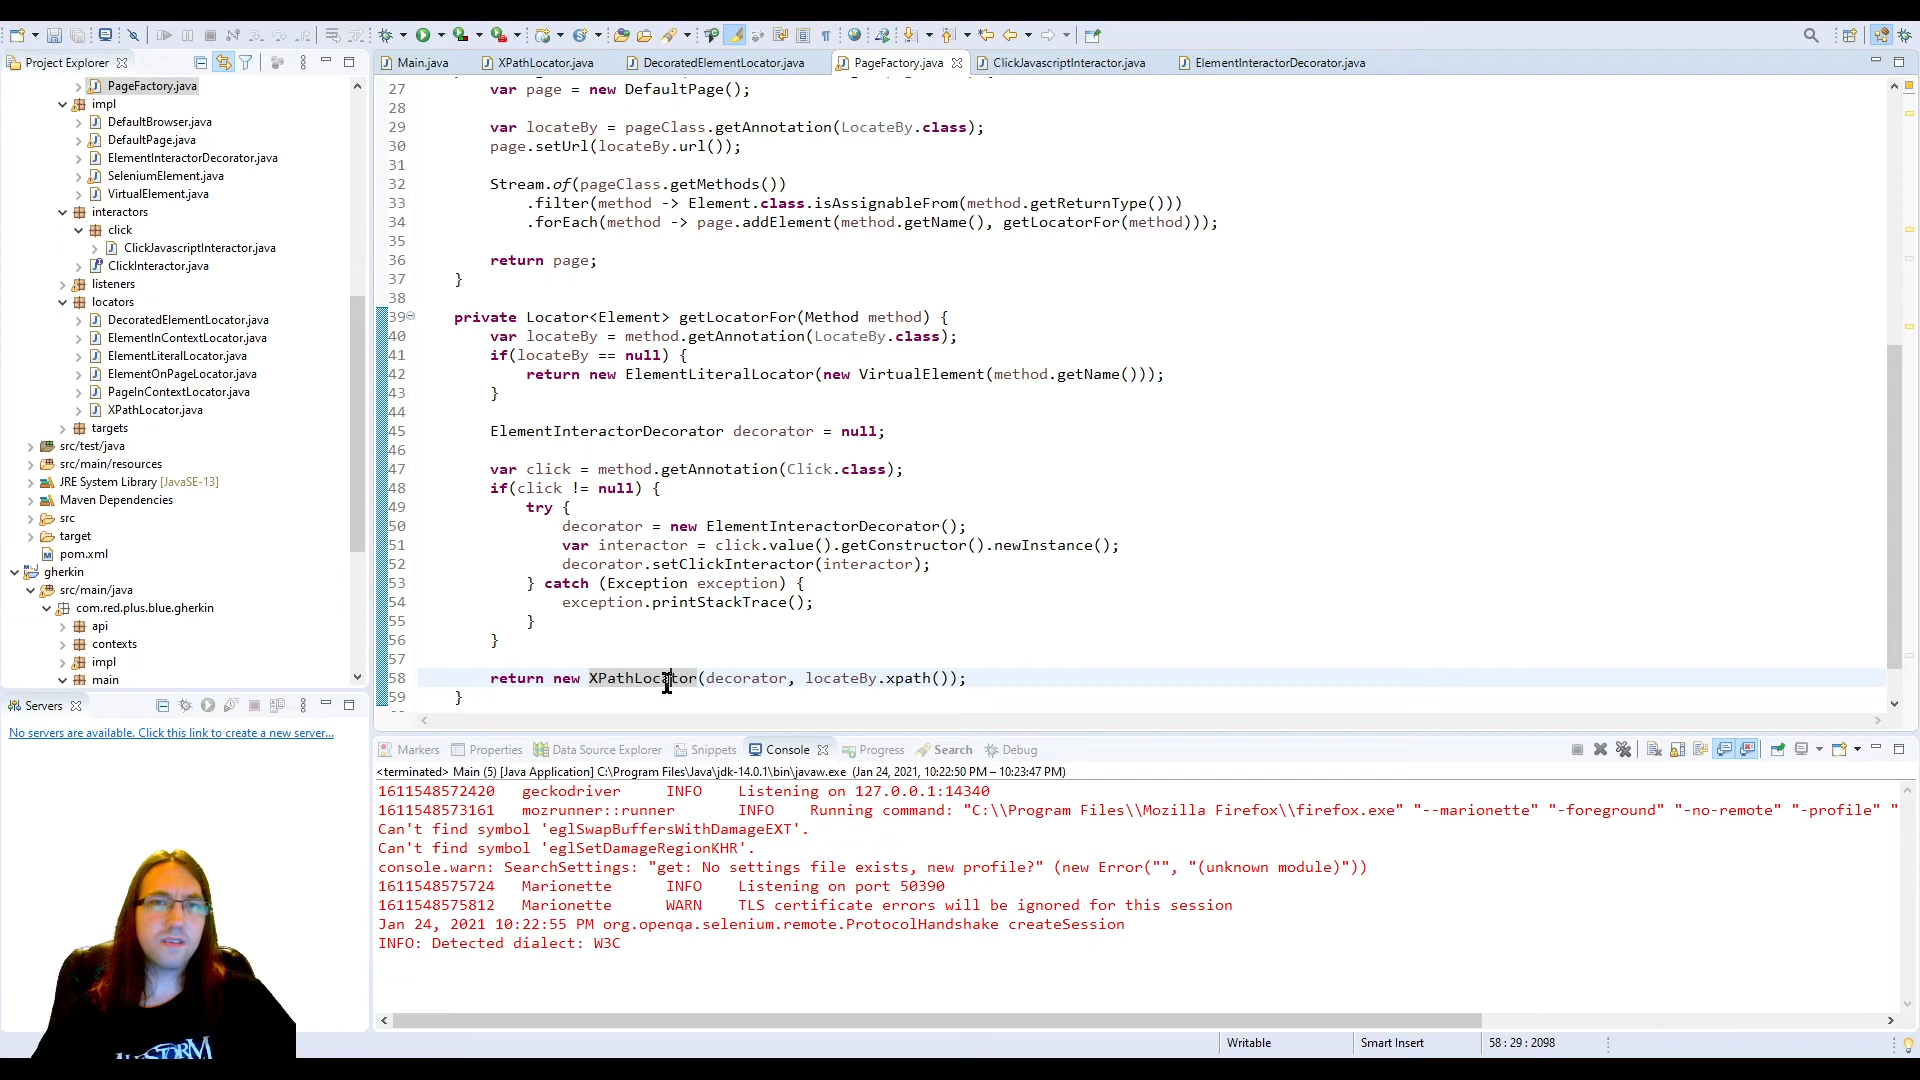 Project Explorer
Main.java
XPathLocator.java
DecoratedElementLocator.java
PageFactory.java
ClickJavascriptInteractor.java
ElementInteractorDecorator.java
PageFactory.java
impl
DefaultBrowser.java
DefaultPage.java
ElementInteractorDecorator.java
SeleniumElement.java
VirtualElement.java
interactors
click
ClickJavascriptInteractor.java
ClickInteractor.java
listeners
locators
DecoratedElementLocator.java
ElementInContextLocator.java
ElementLiteralLocator.java
ElementOnPageLocator.java
PageInContextLocator.java
XPathLocator.java
targets
src/test/java
src/main/resources
JRE System Library [JavaSE-13]
Maven Dependencies
src
target
pom.xml
gherkin
src/main/java
com.red.plus.blue.gherkin
api
contexts
impl
main
27 var page = new DefaultPage();
28
29 var locateBy = pageClass.getAnnotation(LocateBy.class);
30 page.setUrl(locateBy.url());
31
32 Stream.of(pageClass.getMethods())
33 .filter(method -> Element.class.isAssignableFrom(method.getReturnType()))
34 .forEach(method -> page.addElement(method.getName(), getLocatorFor(method)));
35
36 return page;
37 }
38
39 private Locator<Element> getLocatorFor(Method method) {
40 var locateBy = method.getAnnotation(LocateBy.class);
41 if(locateBy == null) {
42 return new ElementLiteralLocator(new VirtualElement(method.getName()));
43 }
44
45 ElementInteractorDecorator decorator = null;
46
47 var click = method.getAnnotation(Click.class);
48 if(click != null) {
49 try {
50 decorator = new ElementInteractorDecorator();
51 var interactor = click.value().getConstructor().newInstance();
52 decorator.setClickInteractor(interactor);
53 } catch (Exception exception) {
54 exception.printStackTrace();
55 }
56 }
57
58 return new XPathLocator(decorator, locateBy.xpath());
59 }
Servers
No servers are available. Click this link to create a new server...
Markers
Properties
Data Source Explorer
Snippets
Console
Progress
Search
Debug
<terminated> Main (5) [Java Application] C:\Program Files\Java\jdk-14.0.1\bin\javaw.exe (Jan 24, 2021, 10:22:50 PM – 10:23:47 PM)
1611548572420 geckodriver INFO Listening on 127.0.0.1:14340
1611548573161 mozrunner::runner INFO Running command: "C:\\Program Files\\Mozilla Firefox\\firefox.exe" "--marionette" "-foreground" "-no-remote" "-profile" "
Can't find symbol 'eglSwapBuffersWithDamageEXT'.
Can't find symbol 'eglSetDamageRegionKHR'.
console.warn: SearchSettings: "get: No settings file exists, new profile?" (new Error("", "(unknown module)"))
1611548575724 Marionette INFO Listening on port 50390
1611548575812 Marionette WARN TLS certificate errors will be ignored for this session
Jan 24, 2021 10:22:55 PM org.openqa.selenium.remote.ProtocolHandshake createSession
INFO: Detected dialect: W3C
Writable
Smart Insert
58 : 29 : 2098